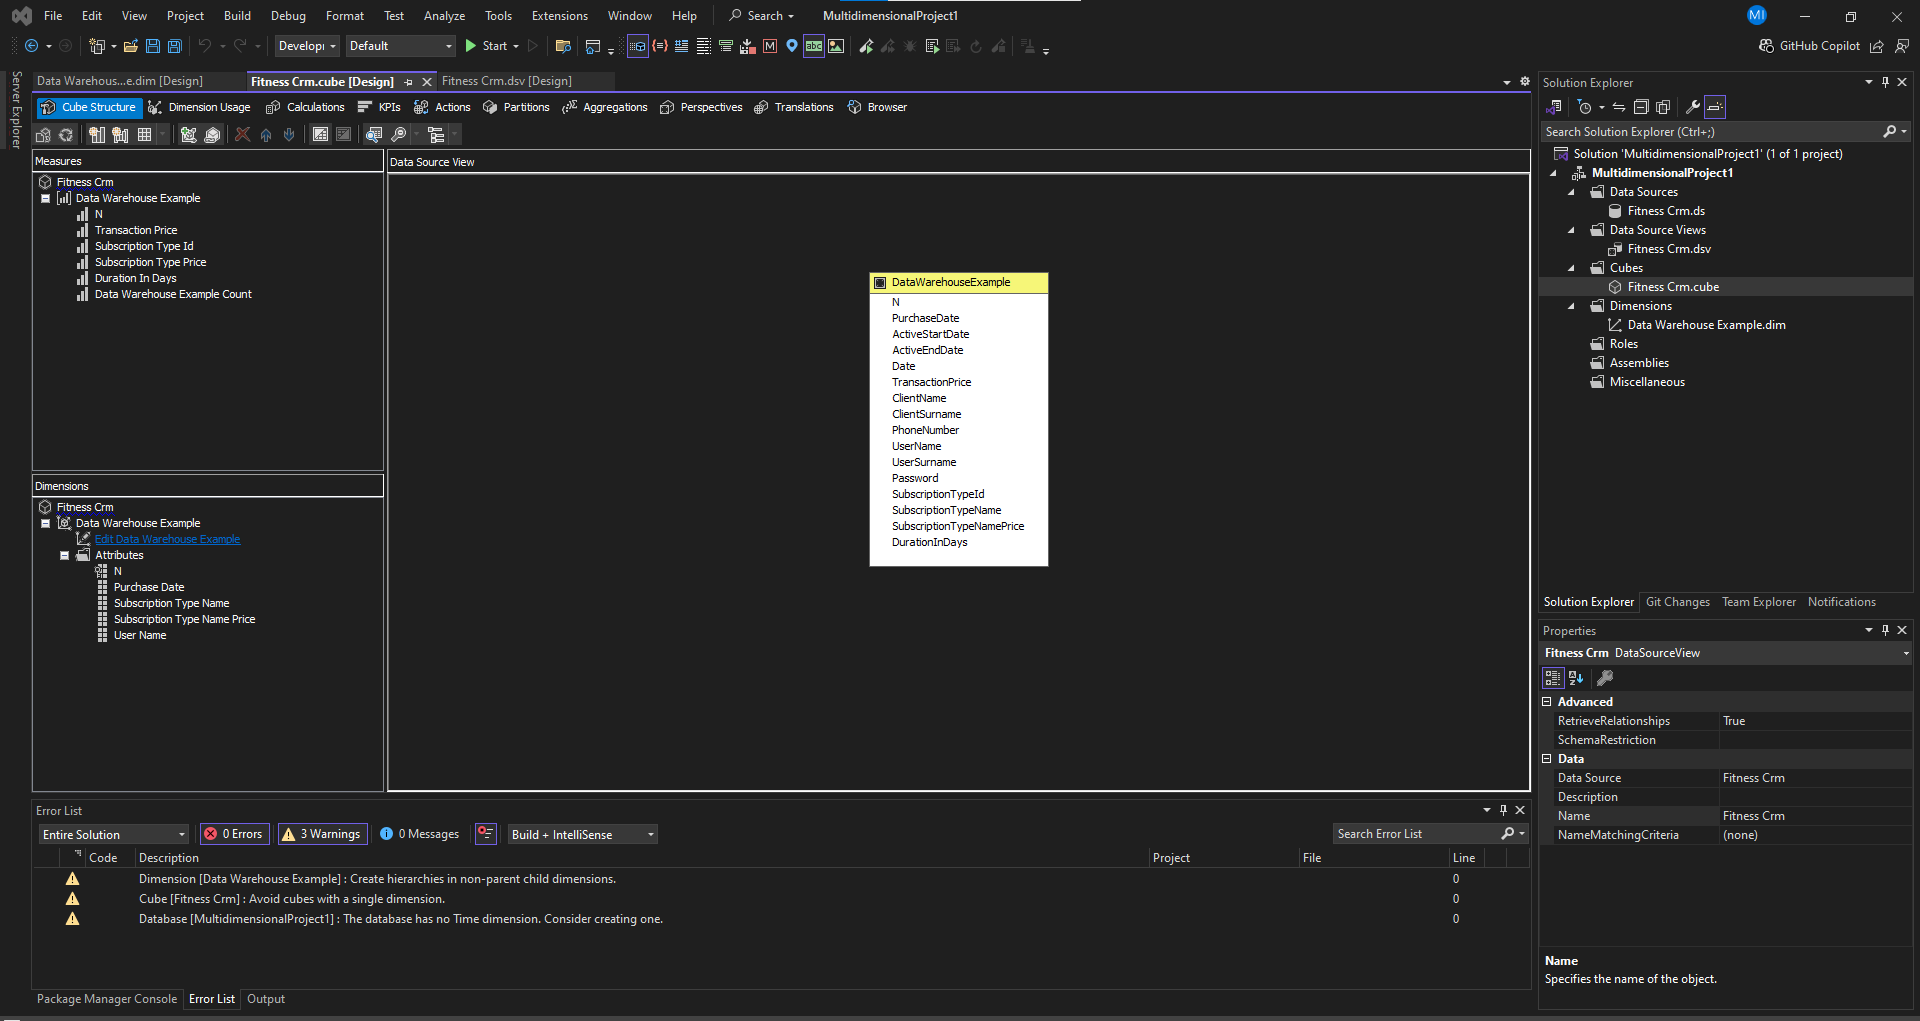 File Edit View Project Build Debug Format Test Analyze Tools Extensions Window Help Search MultidimensionalProject1 MI
Developı Default Start GitHub Copilot
Server Explorer
Data Warehous...e.dim [Design] Fitness Crm.cube [Design] Fitness Crm.dsv [Design]
Cube Structure Dimension Usage Calculations KPIs Actions Partitions Aggregations Perspectives Translations Browser
Measures
Fitness Crm
Data Warehouse Example
N
Transaction Price
Subscription Type Id
Subscription Type Price
Duration In Days
Data Warehouse Example Count
Dimensions
Fitness Crm
Data Warehouse Example
Edit Data Warehouse Example
Attributes
N
Purchase Date
Subscription Type Name
Subscription Type Name Price
User Name
Data Source View
DataWarehouseExample
N
PurchaseDate
ActiveStartDate
ActiveEndDate
Date
TransactionPrice
ClientName
ClientSurname
PhoneNumber
UserName
UserSurname
Password
SubscriptionTypeId
SubscriptionTypeName
SubscriptionTypeNamePrice
DurationInDays
Error List
Entire Solution 0 Errors 3 Warnings 0 Messages Build + IntelliSense Search Error List
Code Description Project File Line
Dimension [Data Warehouse Example] : Create hierarchies in non-parent child dimensions. 0
Cube [Fitness Crm] : Avoid cubes with a single dimension. 0
Database [MultidimensionalProject1] : The database has no Time dimension. Consider creating one. 0
Package Manager Console Error List Output
Solution Explorer
Search Solution Explorer (Ctrl+;)
Solution 'MultidimensionalProject1' (1 of 1 project)
MultidimensionalProject1
Data Sources
Fitness Crm.ds
Data Source Views
Fitness Crm.dsv
Cubes
Fitness Crm.cube
Dimensions
Data Warehouse Example.dim
Roles
Assemblies
Miscellaneous
Solution Explorer Git Changes Team Explorer Notifications
Properties
Fitness Crm DataSourceView
Advanced
RetrieveRelationships True
SchemaRestriction
Data
Data Source Fitness Crm
Description
Name Fitness Crm
NameMatchingCriteria (none)
Name
Specifies the name of the object.